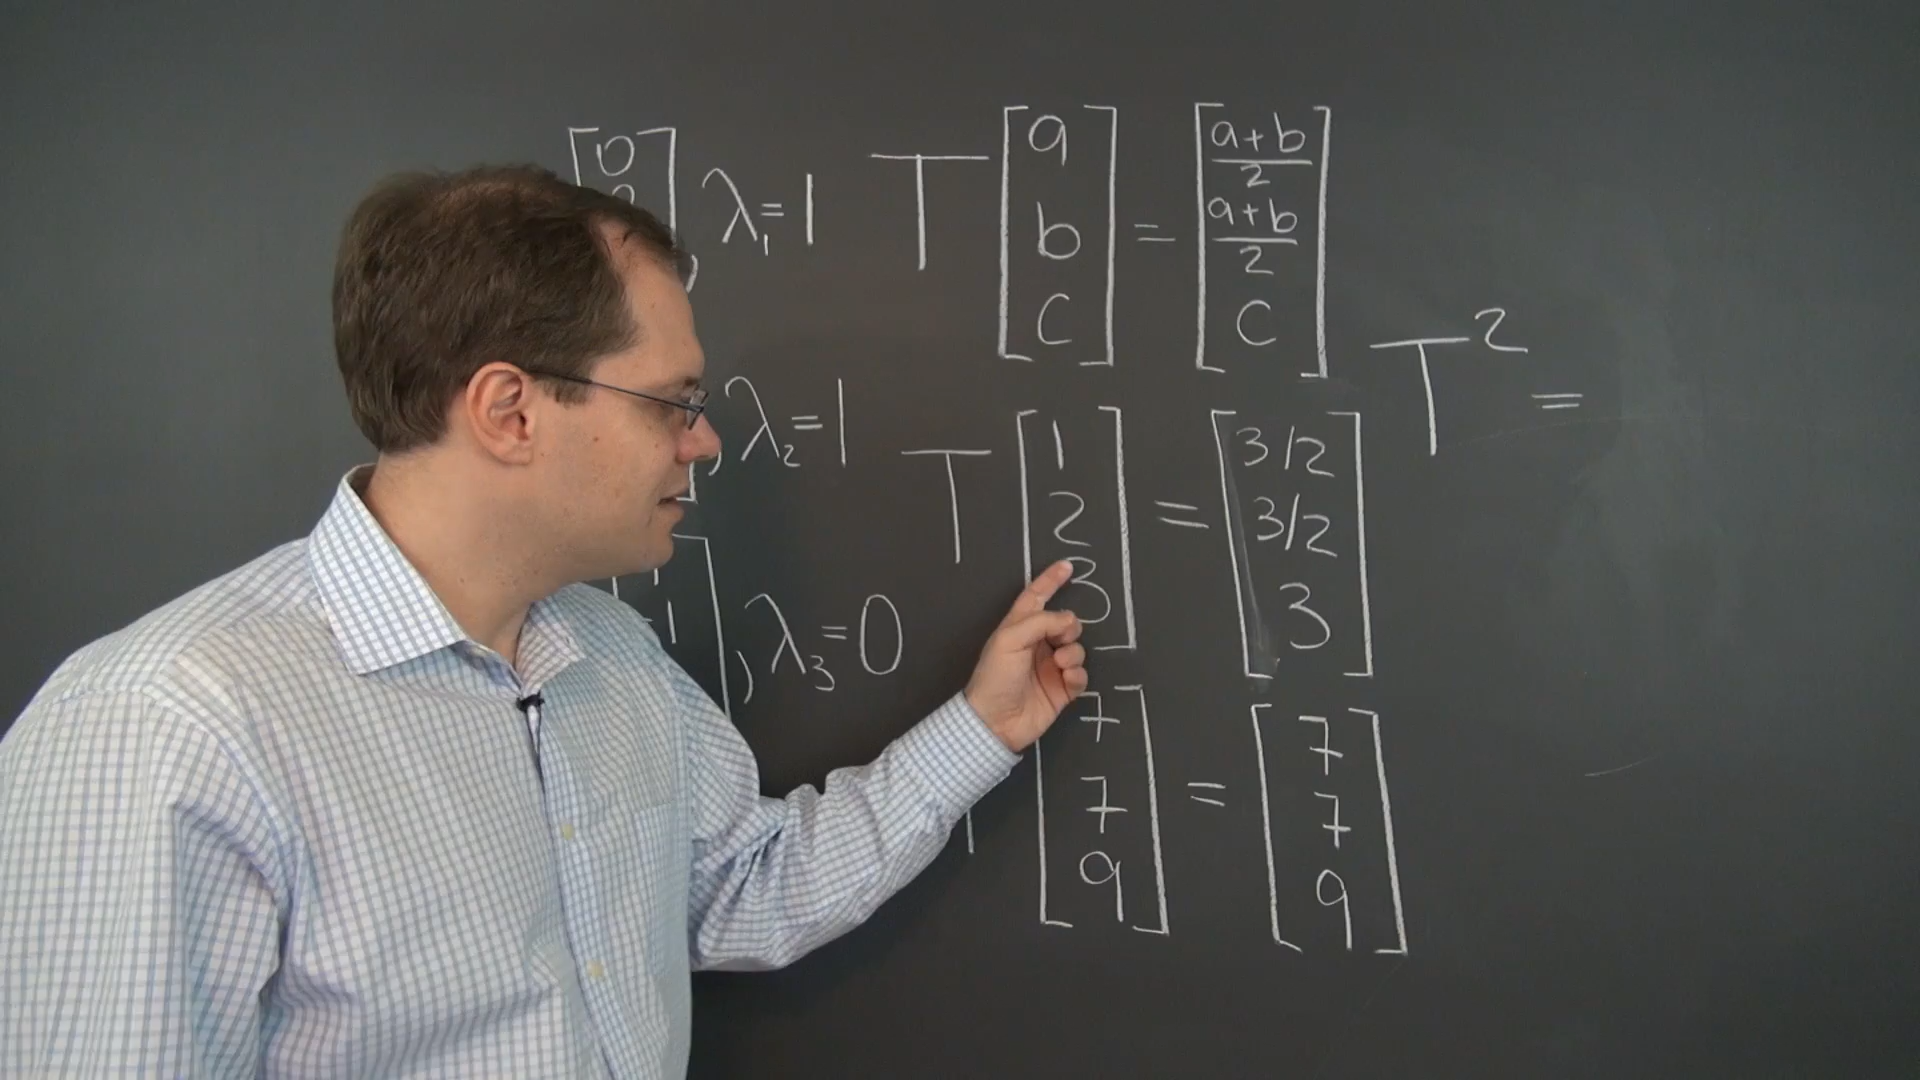 0
, λ₁=1
T [a b c] = [(a+b)/2 (a+b)/2 c]
T² =
, λ₂=1
T [1 2 3] = [3/2 3/2 3]
, λ₃=0
[7 7 9] = [7 7 9]